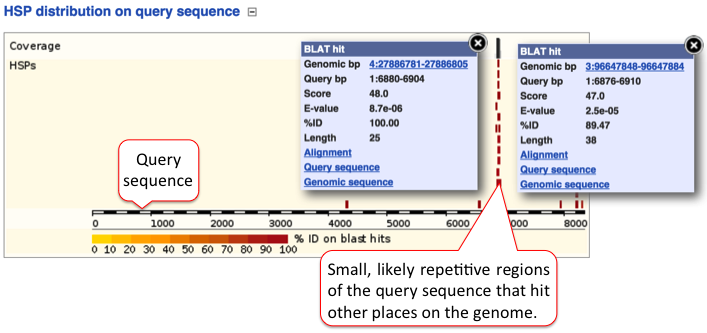 HSP distribution on query sequence
Coverage
HSPs
BLAT hit
Genomic bp 4:27886781-27886805
Query bp 1:6880-6904
Score 48.0
E-value 8.7e-06
%ID 100.00
Length 25
Alignment
Query sequence
Genomic sequence
BLAT hit
Genomic bp 3:96647848-96647884
Query bp 1:6876-6910
Score 47.0
E-value 2.5e-05
%ID 89.47
Length 38
Alignment
Query sequence
Genomic sequence
Query
sequence
0 1000 2000 3000 4000 5000 6000 7000 8000
0 10 20 30 40 50 60 70 80 90 100 % ID on blast hits
Small, likely repetitive regions
of the query sequence that hit
other places on the genome.